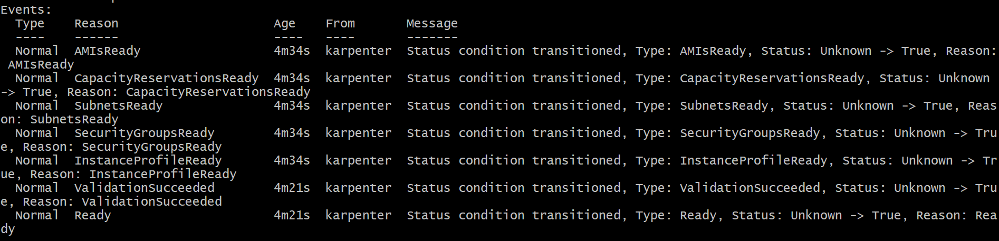 Events:
  Type    Reason                     Age    From       Message
  ----    ------                     ----   ----       -------
  Normal  AMIsReady                  4m34s  karpenter  Status condition transitioned, Type: AMIsReady, Status: Unknown -> True, Reason:
 AMIsReady
  Normal  CapacityReservationsReady  4m34s  karpenter  Status condition transitioned, Type: CapacityReservationsReady, Status: Unknown
-> True, Reason: CapacityReservationsReady
  Normal  SubnetsReady               4m34s  karpenter  Status condition transitioned, Type: SubnetsReady, Status: Unknown -> True, Reas
on: SubnetsReady
  Normal  SecurityGroupsReady        4m34s  karpenter  Status condition transitioned, Type: SecurityGroupsReady, Status: Unknown -> Tru
e, Reason: SecurityGroupsReady
  Normal  InstanceProfileReady       4m34s  karpenter  Status condition transitioned, Type: InstanceProfileReady, Status: Unknown -> Tr
ue, Reason: InstanceProfileReady
  Normal  ValidationSucceeded        4m21s  karpenter  Status condition transitioned, Type: ValidationSucceeded, Status: Unknown -> Tru
e, Reason: ValidationSucceeded
  Normal  Ready                      4m21s  karpenter  Status condition transitioned, Type: Ready, Status: Unknown -> True, Reason: Rea
dy